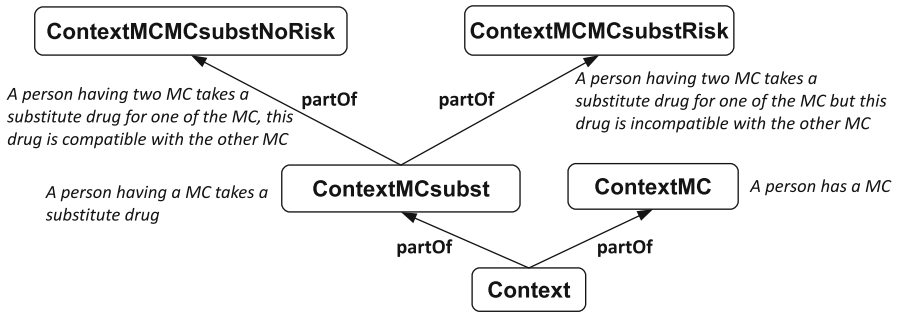 ContextMCMCsubstNoRisk
ContextMCMCsubstRisk
A person having two MC takes a
substitute drug for one of the MC, this
drug is compatible with the other MC
partOf
partOf
A person having two MC takes a
substitute drug for one of the MC but this
drug is incompatible with the other MC
A person having a MC takes a
substitute drug
ContextMCsubst
ContextMC
A person has a MC
partOf
partOf
Context